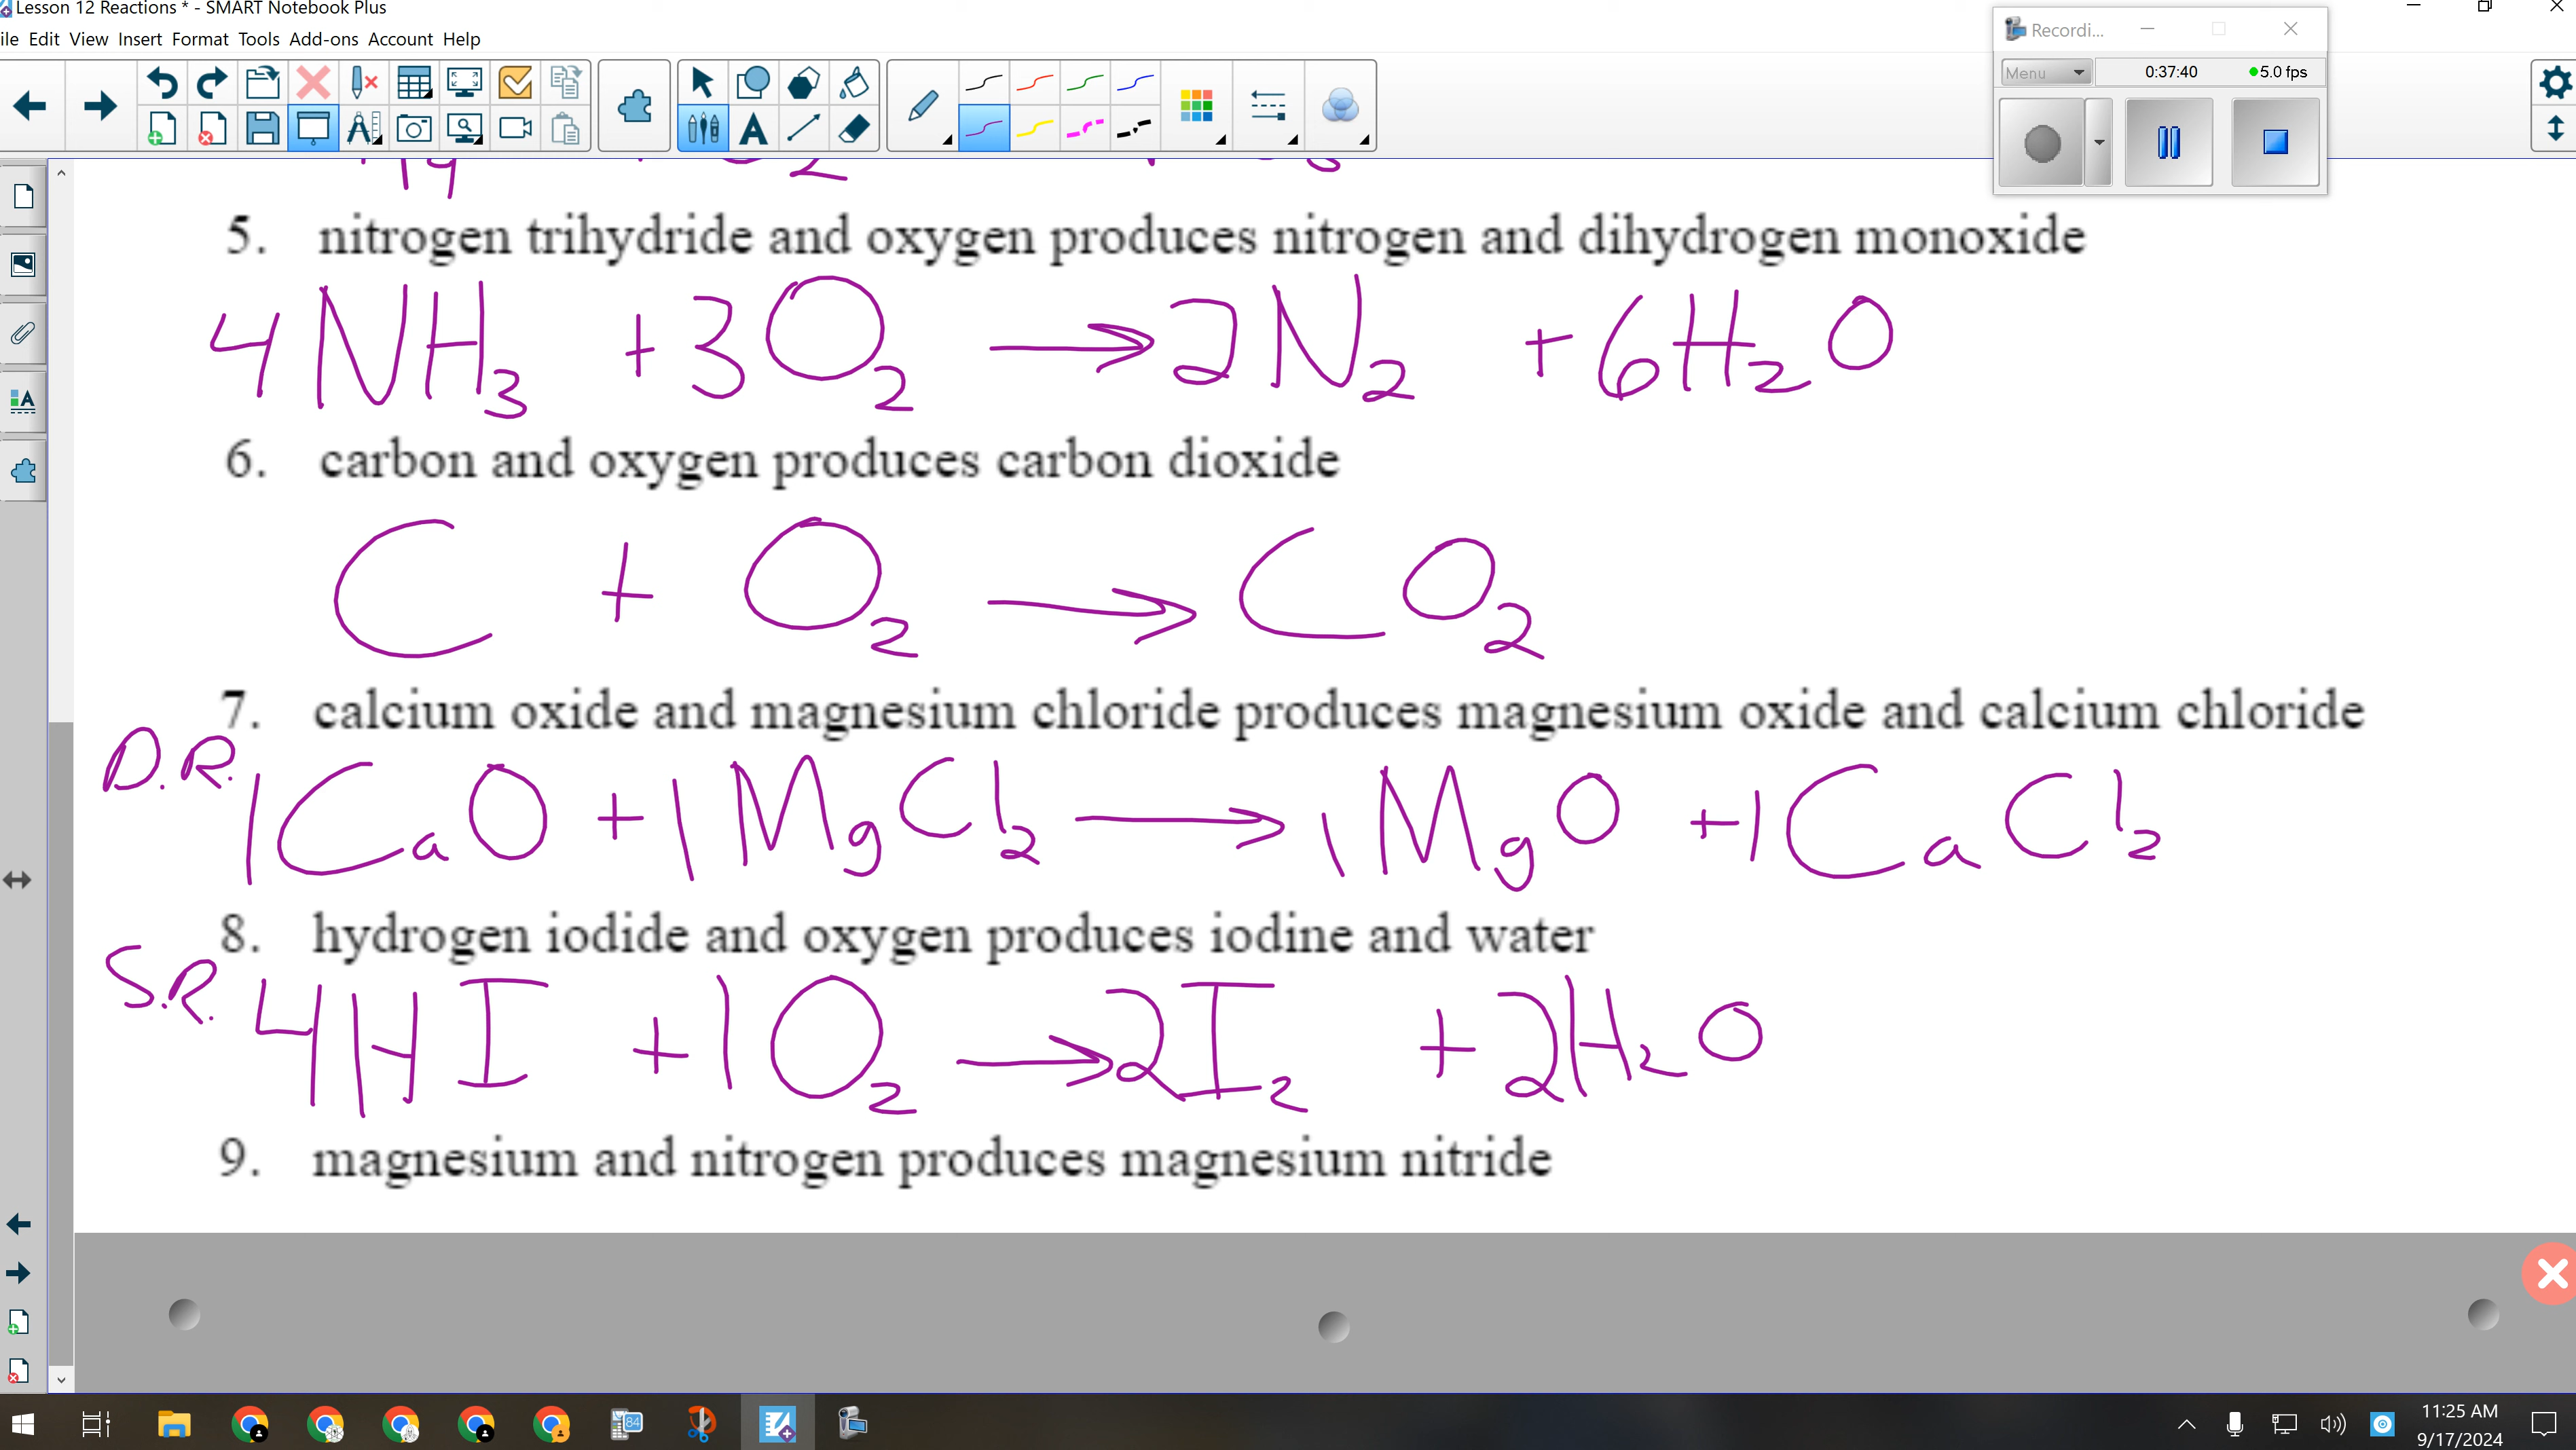 Lesson 12 Reactions * - SMART Notebook Plus
ile Edit View Insert Format Tools Add-ons Account Help
Recordi...
Menu 0:37:40 5.0 fps
5. nitrogen trihydride and oxygen produces nitrogen and dihydrogen monoxide
4NH₃ + 3O₂ → 2N₂ + 6H₂O
6. carbon and oxygen produces carbon dioxide
C + O₂ → CO₂
7. calcium oxide and magnesium chloride produces magnesium oxide and calcium chloride
D.R. 1CaO + 1MgCl₂ → 1MgO + 1CaCl₂
8. hydrogen iodide and oxygen produces iodine and water
S.R. 4HI + 1O₂ → 2I₂ + 2H₂O
9. magnesium and nitrogen produces magnesium nitride
11:25 AM
9/17/2024